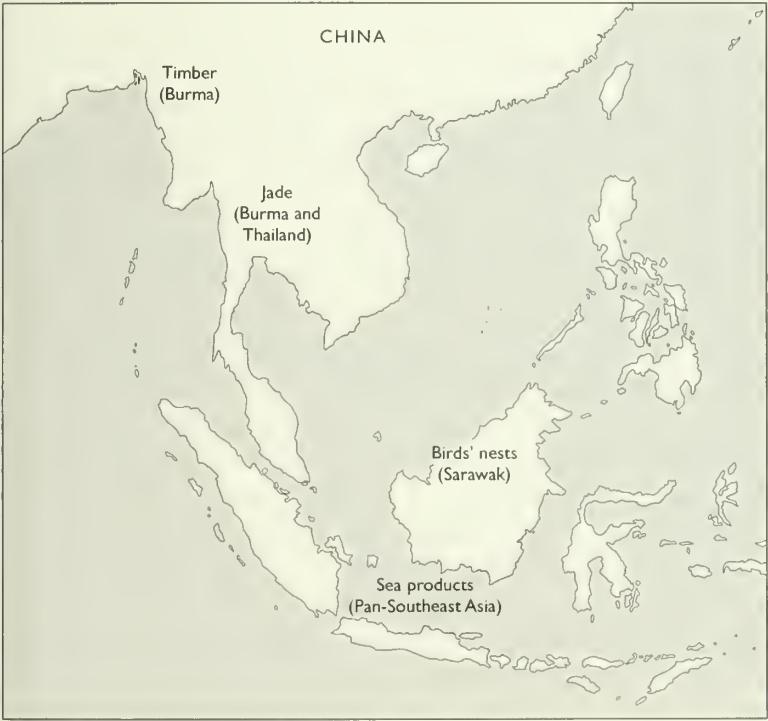 CHINA
Timber
(Burma)
Jade
(Burma and
Thailand)
Birds' nests
(Sarawak)
Sea products
(Pan-Southeast Asia)